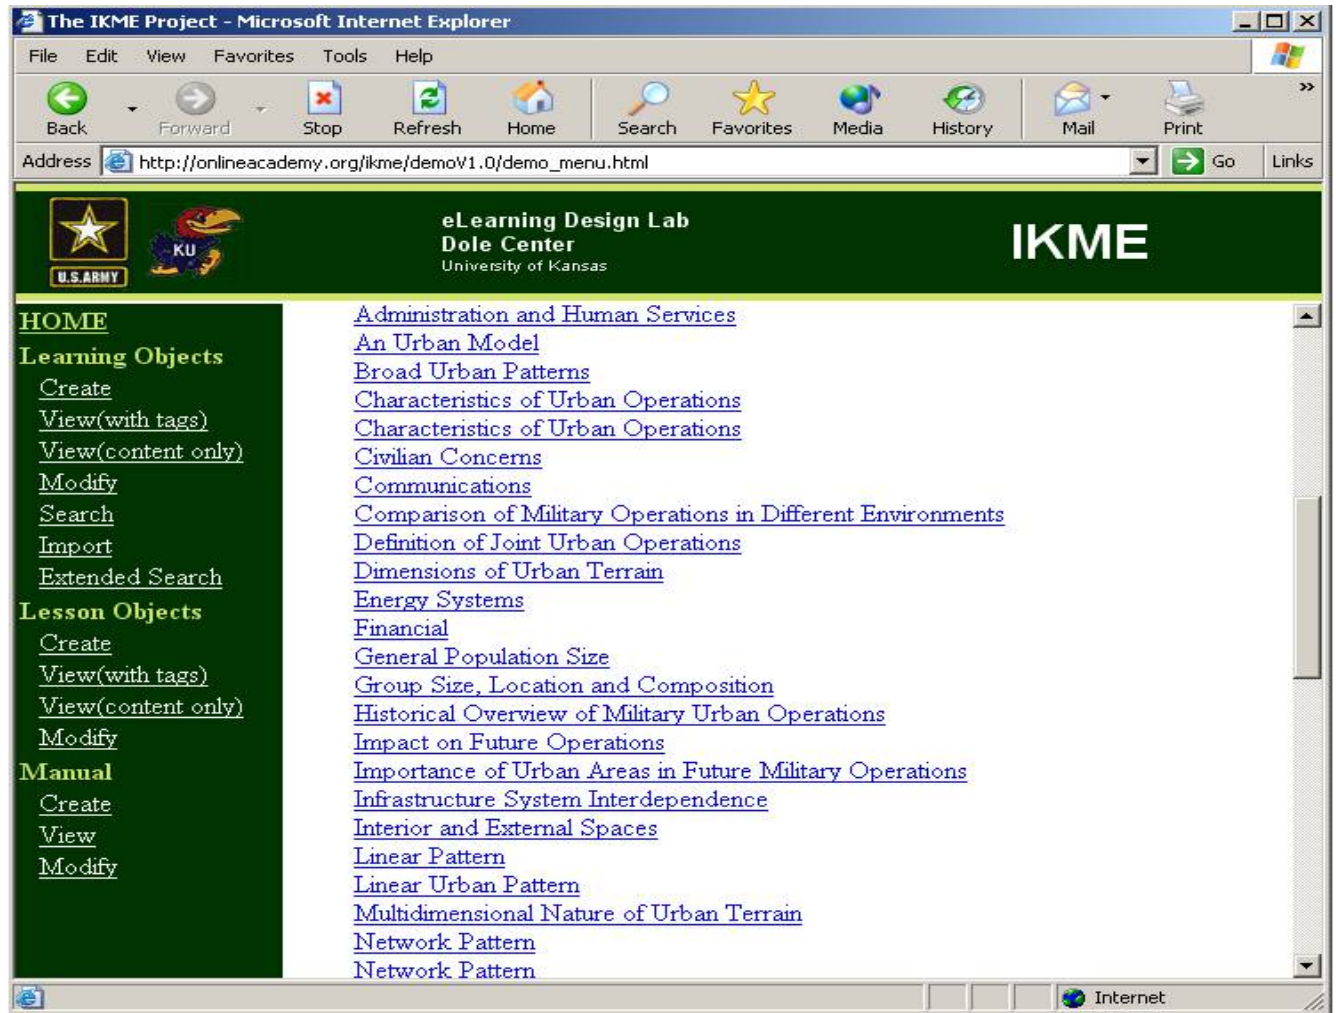 The IKME Project - Microsoft Internet Explorer
File Edit View Favorites Tools Help
Back Forward Stop Refresh Home Search Favorites Media History Mail Print »
Address http://onlineacademy.org/ikme/demoV1.0/demo_menu.html Go Links
U.S.ARMY
KU
eLearning Design Lab
Dole Center
University of Kansas
IKME
HOME
Learning Objects
Create
View(with tags)
View(content only)
Modify
Search
Import
Extended Search
Lesson Objects
Create
View(with tags)
View(content only)
Modify
Manual
Create
View
Modify
Administration and Human Services
An Urban Model
Broad Urban Patterns
Characteristics of Urban Operations
Characteristics of Urban Operations
Civilian Concerns
Communications
Comparison of Military Operations in Different Environments
Definition of Joint Urban Operations
Dimensions of Urban Terrain
Energy Systems
Financial
General Population Size
Group Size, Location and Composition
Historical Overview of Military Urban Operations
Impact on Future Operations
Importance of Urban Areas in Future Military Operations
Infrastructure System Interdependence
Interior and External Spaces
Linear Pattern
Linear Urban Pattern
Multidimensional Nature of Urban Terrain
Network Pattern
Network Pattern
Internet